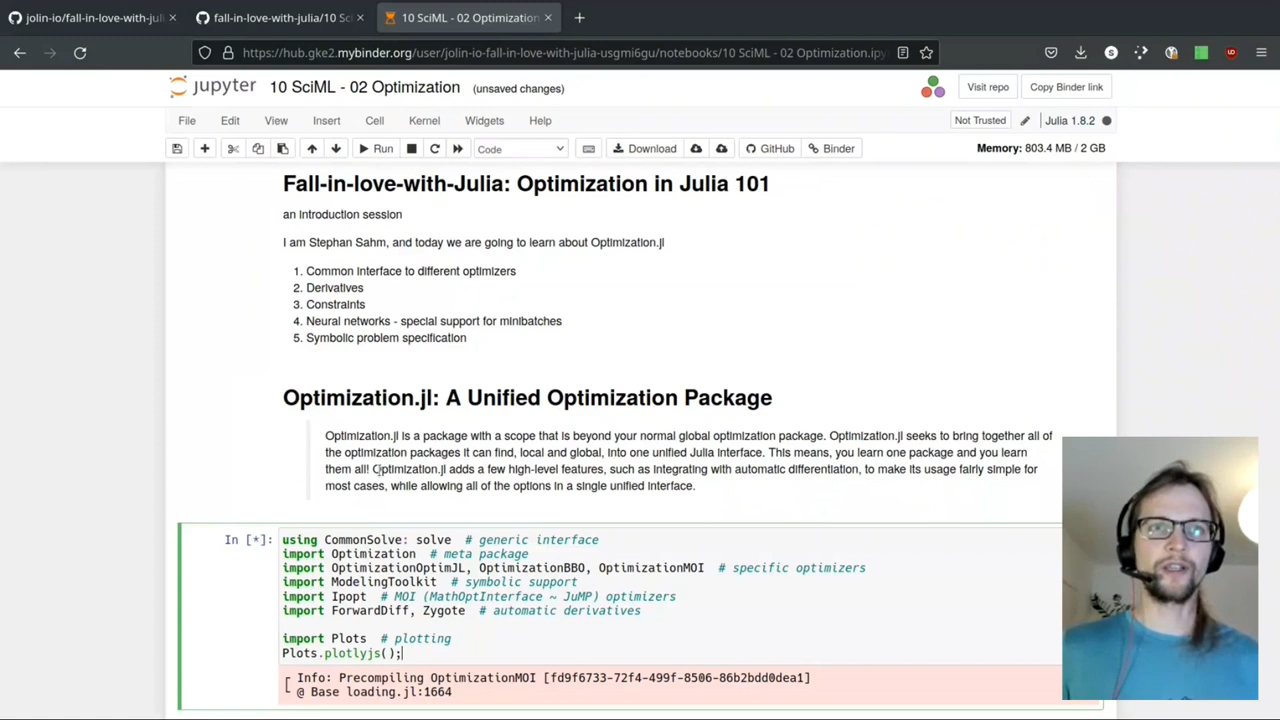 jolin-io/fall-in-love-with-juli
fall-in-love-with-julia/10 Sc
10 SciML - 02 Optimization
https://hub.gke2.mybinder.org/user/jolin-io-fall-in-love-with-julia-usgmi6gu/notebooks/10 SciML - 02 Optimization.ipy
jupyter 10 SciML - 02 Optimization (unsaved changes) Visit repo Copy Binder link
File Edit View Insert Cell Kernel Widgets Help Not Trusted Julia 1.8.2
Run Code Download GitHub Binder Memory: 803.4 MB / 2 GB
Fall-in-love-with-Julia: Optimization in Julia 101
an introduction session
I am Stephan Sahm, and today we are going to learn about Optimization.jl
1. Common interface to different optimizers
2. Derivatives
3. Constraints
4. Neural networks - special support for minibatches
5. Symbolic problem specification
Optimization.jl: A Unified Optimization Package
Optimization.jl is a package with a scope that is beyond your normal global optimization package. Optimization.jl seeks to bring together all of
the optimization packages it can find, local and global, into one unified Julia interface. This means, you learn one package and you learn
them all! Optimization.jl adds a few high-level features, such as integrating with automatic differentiation, to make its usage fairly simple for
most cases, while allowing all of the options in a single unified interface.
In [*]: using CommonSolve: solve # generic interface
import Optimization # meta package
import OptimizationOptimJL, OptimizationBBO, OptimizationMOI # specific optimizers
import ModelingToolkit # symbolic support
import Ipopt # MOI (MathOptInterface ~ JuMP) optimizers
import ForwardDiff, Zygote # automatic derivatives
import Plots # plotting
Plots.plotlyjs();
[ Info: Precompiling OptimizationMOI [fd9f6733-72f4-499f-8506-86b2bdd0dea1]
@ Base loading.jl:1664